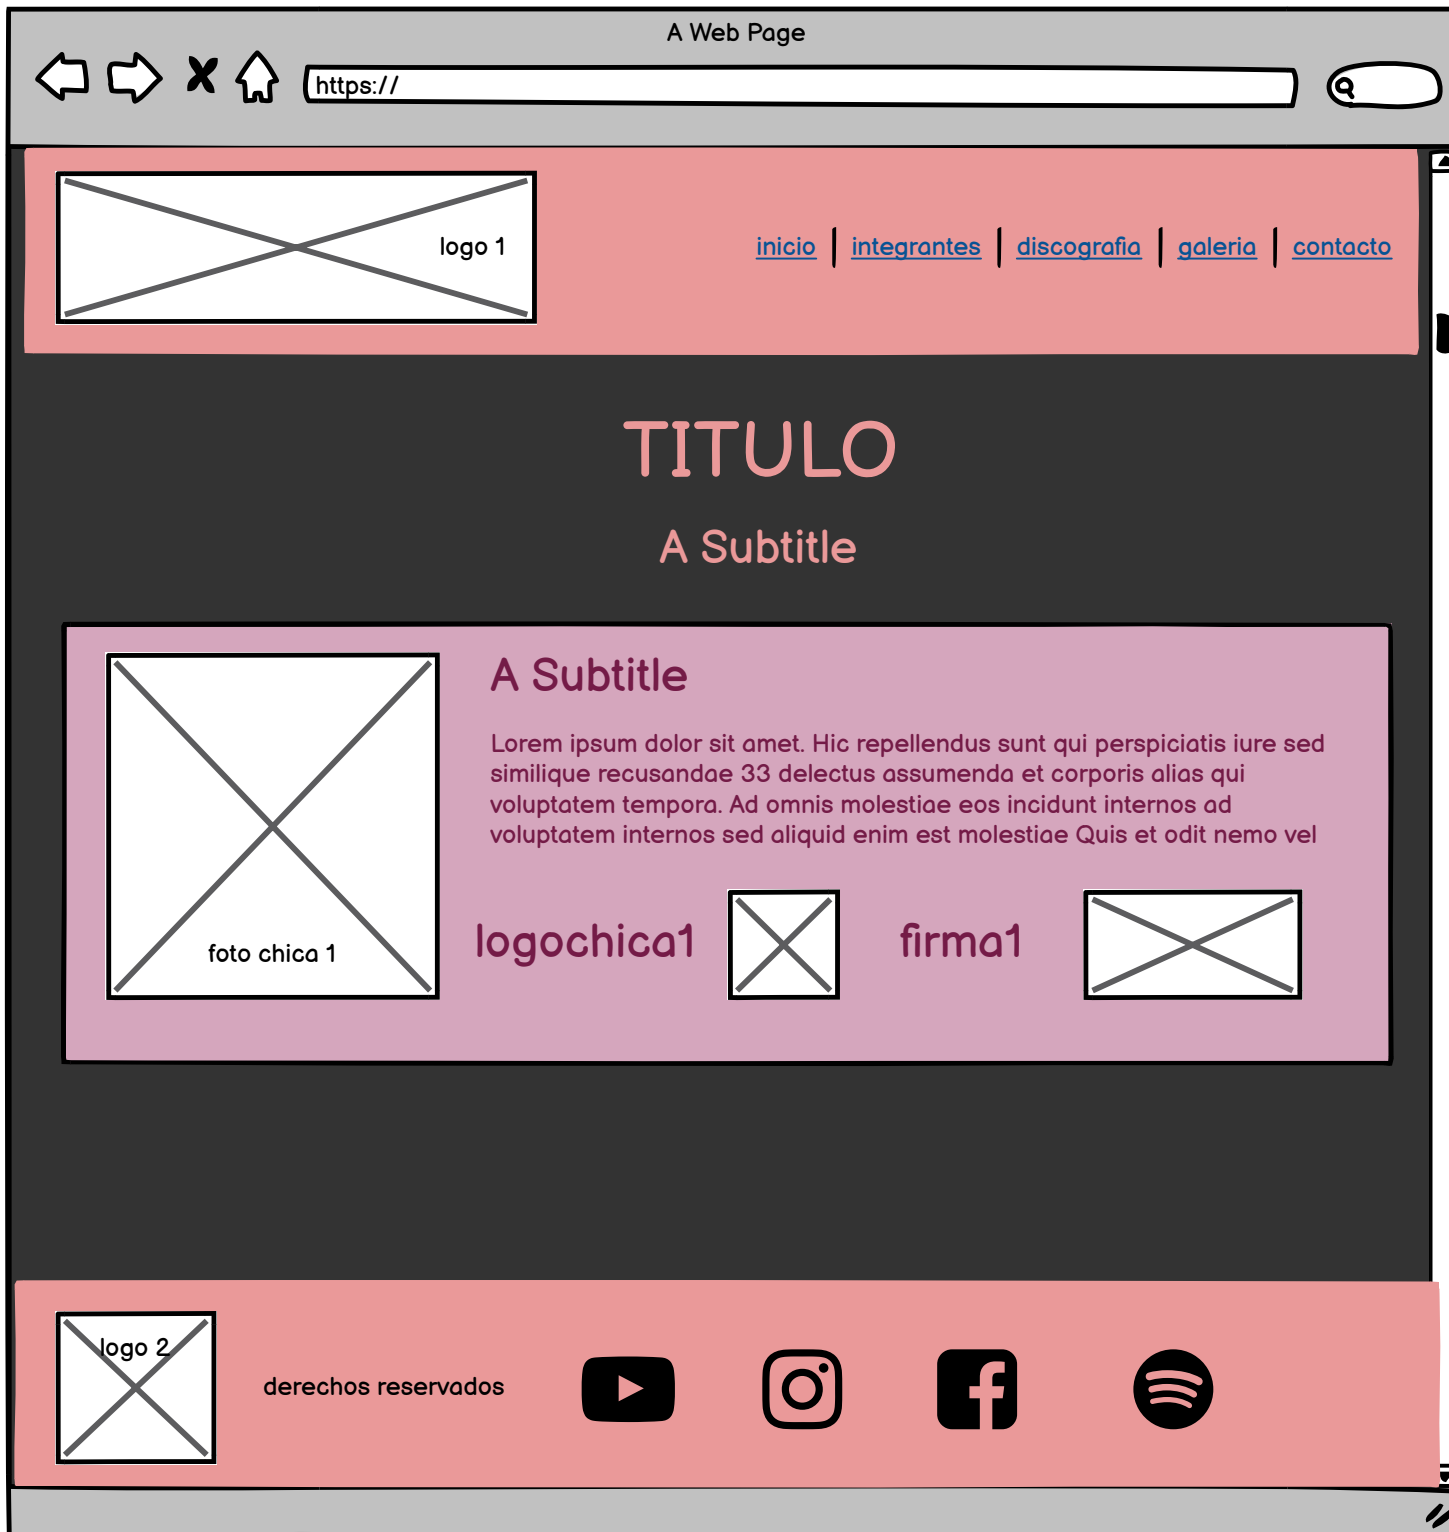 A Web Page
https://
logo 1
inicio | integrantes | discografia | galeria | contacto
TITULO
A Subtitle
A Subtitle
Lorem ipsum dolor sit amet. Hic repellendus sunt qui perspiciatis iure sed
similique recusandae 33 delectus assumenda et corporis alias qui
voluptatem tempora. Ad omnis molestiae eos incidunt internos ad
voluptatem internos sed aliquid enim est molestiae Quis et odit nemo vel
foto chica 1
logochica1
firma1
logo 2
derechos reservados